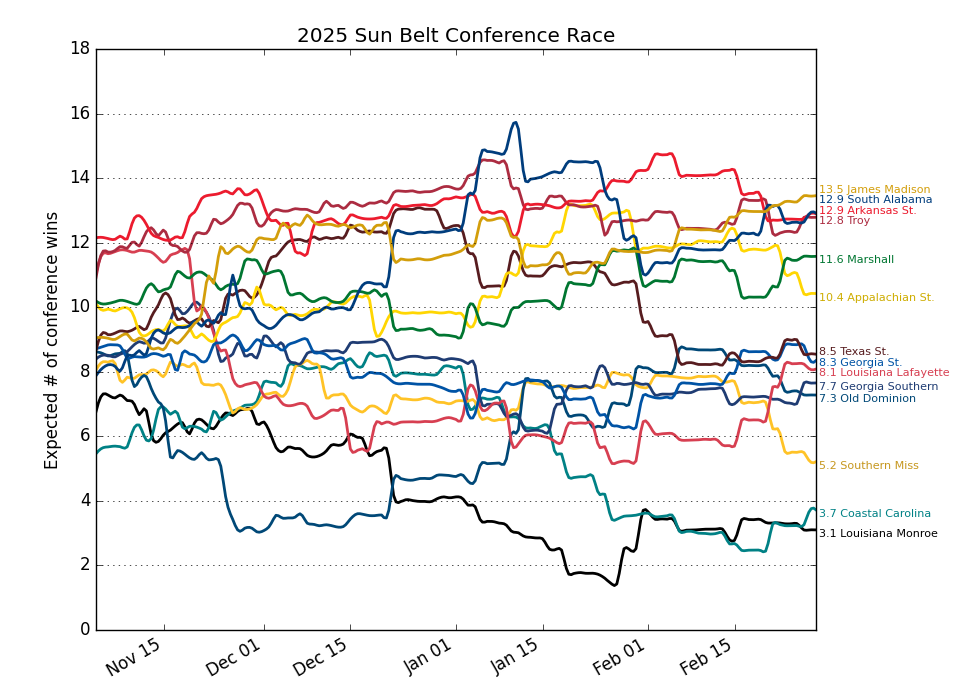 2025 Sun Belt Conference Race
Expected # of conference wins
18
16
14
12
10
8
6
4
2
0
13.5 James Madison
12.9 South Alabama
12.9 Arkansas St.
12.8 Troy
11.6 Marshall
10.4 Appalachian St.
8.5 Texas St.
8.3 Georgia St.
8.1 Louisiana Lafayette
7.7 Georgia Southern
7.3 Old Dominion
5.2 Southern Miss
3.7 Coastal Carolina
3.1 Louisiana Monroe
Nov 15
Dec 01
Dec 15
Jan 01
Jan 15
Feb 01
Feb 15